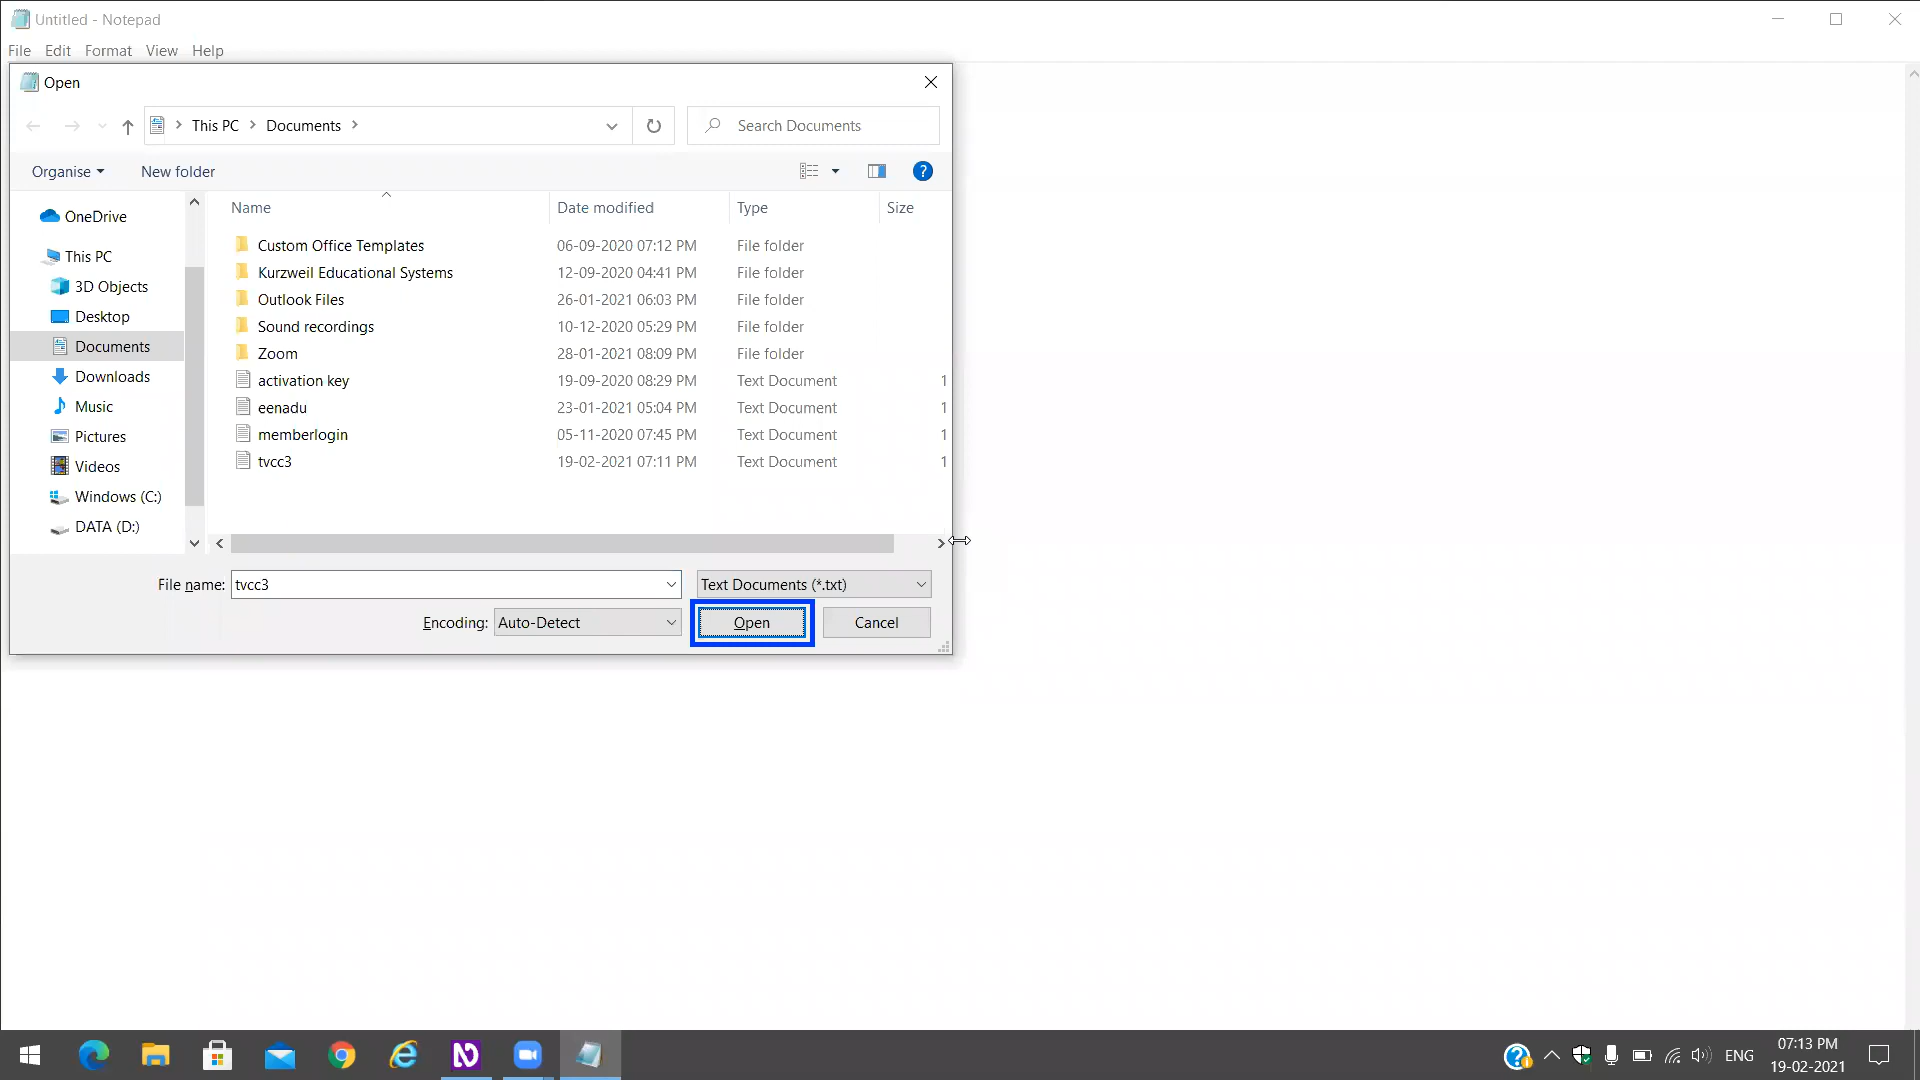 Untitled - Notepad
File Edit Format View Help
Open
This PC Documents
Search Documents
Organise New folder
?
Name Date modified Type Size
OneDrive
This PC
3D Objects
Desktop
Documents
Downloads
Music
Pictures
Videos
Windows (C:)
DATA (D:)
Custom Office Templates 06-09-2020 07:12 PM File folder
Kurzweil Educational Systems 12-09-2020 04:41 PM File folder
Outlook Files 26-01-2021 06:03 PM File folder
Sound recordings 10-12-2020 05:29 PM File folder
Zoom 28-01-2021 08:09 PM File folder
activation key 19-09-2020 08:29 PM Text Document 1
eenadu 23-01-2021 05:04 PM Text Document 1
memberlogin 05-11-2020 07:45 PM Text Document 1
tvcc3 19-02-2021 07:11 PM Text Document 1
File name: tvcc3 Text Documents (*.txt)
Encoding: Auto-Detect Open Cancel
ENG
07:13 PM
19-02-2021